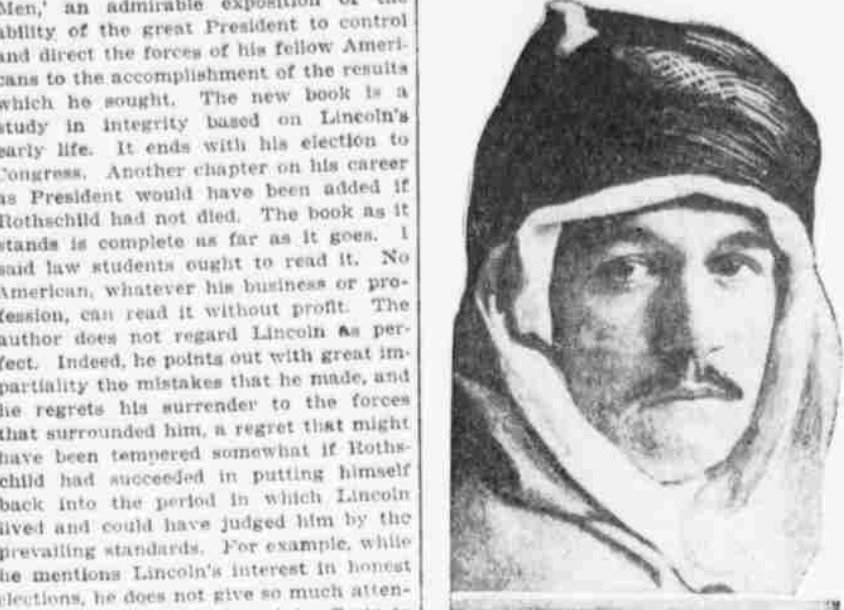 Men,' an admirable exposition of the
ability of the great President to control
and direct the forces of his fellow Ameri-
cans to the accomplishment of the results
which he sought. The new book is a
study in integrity based on Lincoln's
early life. It ends with his election to
Congress. Another chapter on his career
as President would have been added if
Rothschild had not died. The book as it
stands is complete as far as it goes. I
said law students ought to read it. No
American, whatever his business or pro-
fession, can read it without profit. The
author does not regard Lincoln as per-
fect. Indeed, he points out with great im-
partiality the mistakes that he made, and
he regrets his surrender to the forces
that surrounded him, a regret that might
have been tempered somewhat if Roths-
child had succeeded in putting himself
back into the period in which Lincoln
lived and could have judged him by the
prevailing standards. For example, while
he mentions Lincoln's interest in honest
elections, he does not give so much atten-